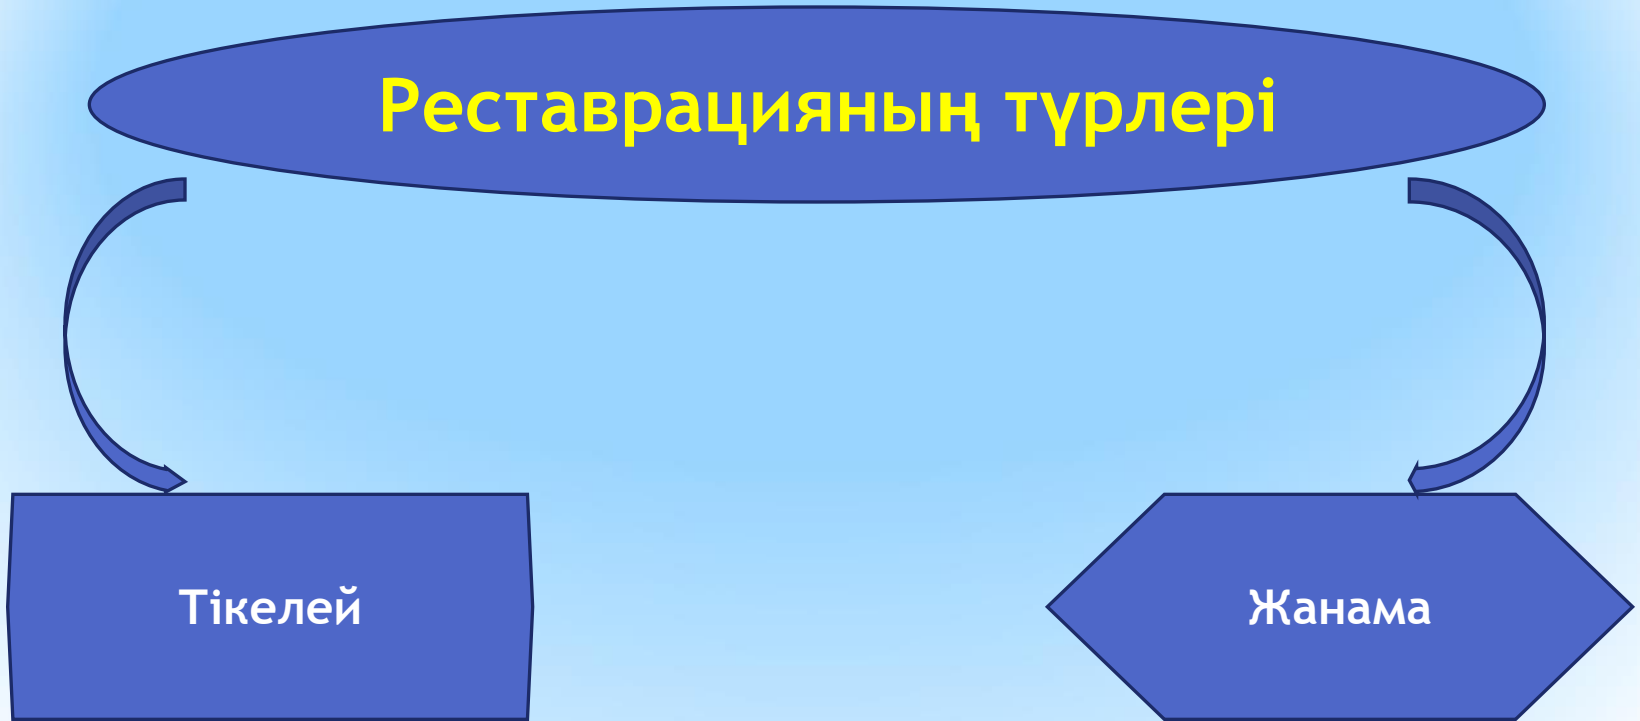 Реставрацияның түрлері
Тікелей
Жанама